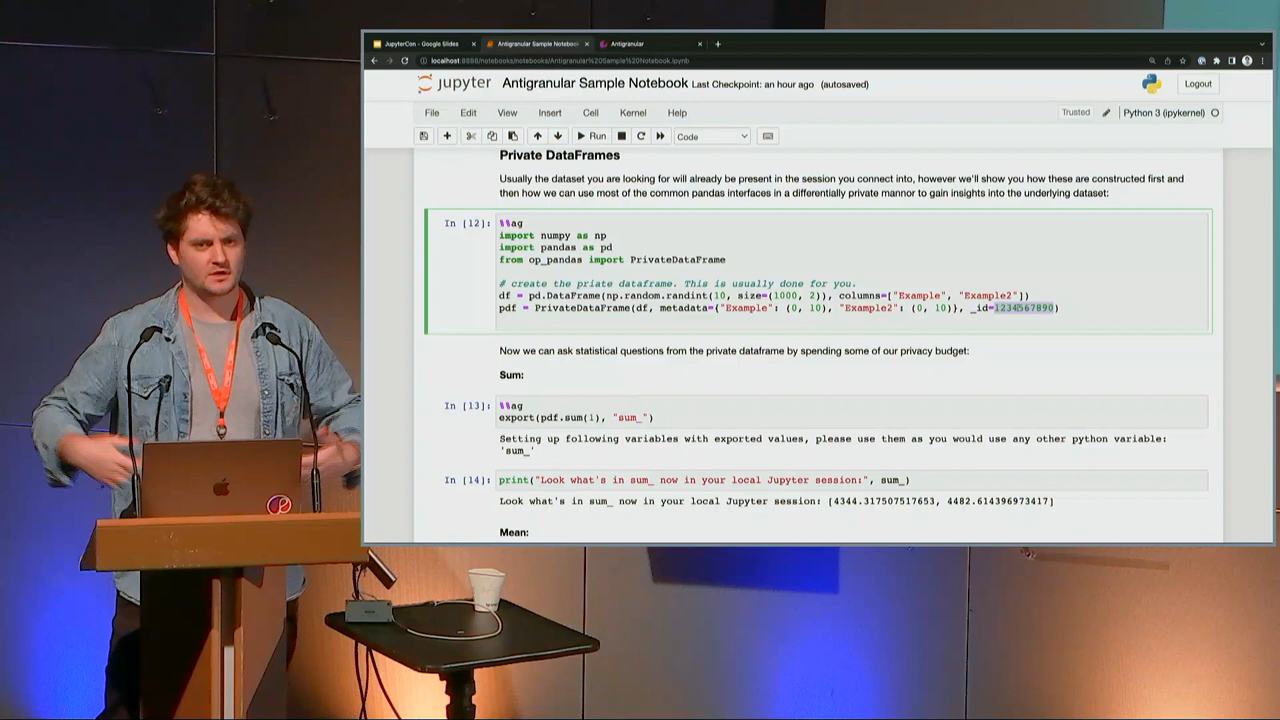 JupyterCon - Google Slides
Antigranular Sample Notebook
Antigranular
localhost:8888/notebooks/notebooks/Antigranular%20Sample%20Notebook.ipynb
jupyter Antigranular Sample Notebook Last Checkpoint: an hour ago (autosaved)
Logout
File Edit View Insert Cell Kernel Help
Trusted
Python 3 (ipykernel)
Run
Code
Private DataFrames
Usually the dataset you are looking for will already be present in the session you connect into, however we'll show you how these are constructed first and
then how we can use most of the common pandas interfaces in a differentially private mannor to gain insights into the underlying dataset:
In [12]: %%ag
import numpy as np
import pandas as pd
from op_pandas import PrivateDataFrame
# create the priate dataframe. This is usually done for you.
df = pd.DataFrame(np.random.randint(10, size=(1000, 2)), columns=["Example", "Example2"])
pdf = PrivateDataFrame(df, metadata={"Example": (0, 10), "Example2": (0, 10)}, _id=1234567890)
Now we can ask statistical questions from the private dataframe by spending some of our privacy budget:
Sum:
In [13]: %%ag
export(pdf.sum(1), "sum_")
Setting up following variables with exported values, please use them as you would use any other python variable:
'sum_'
In [14]: print("Look what's in sum_ now in your local Jupyter session:", sum_)
Look what's in sum_ now in your local Jupyter session: [4344.317507517653, 4482.614396973417]
Mean: